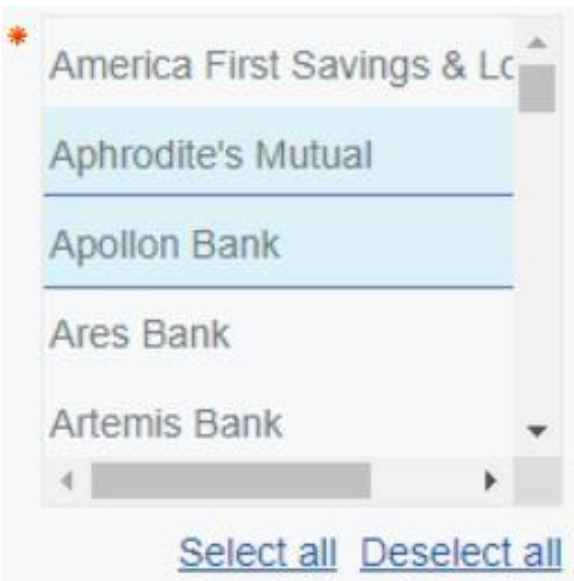 America First Savings & Lo
Aphrodite's Mutual
Apollon Bank
Ares Bank
Artemis Bank
Select all Deselect all